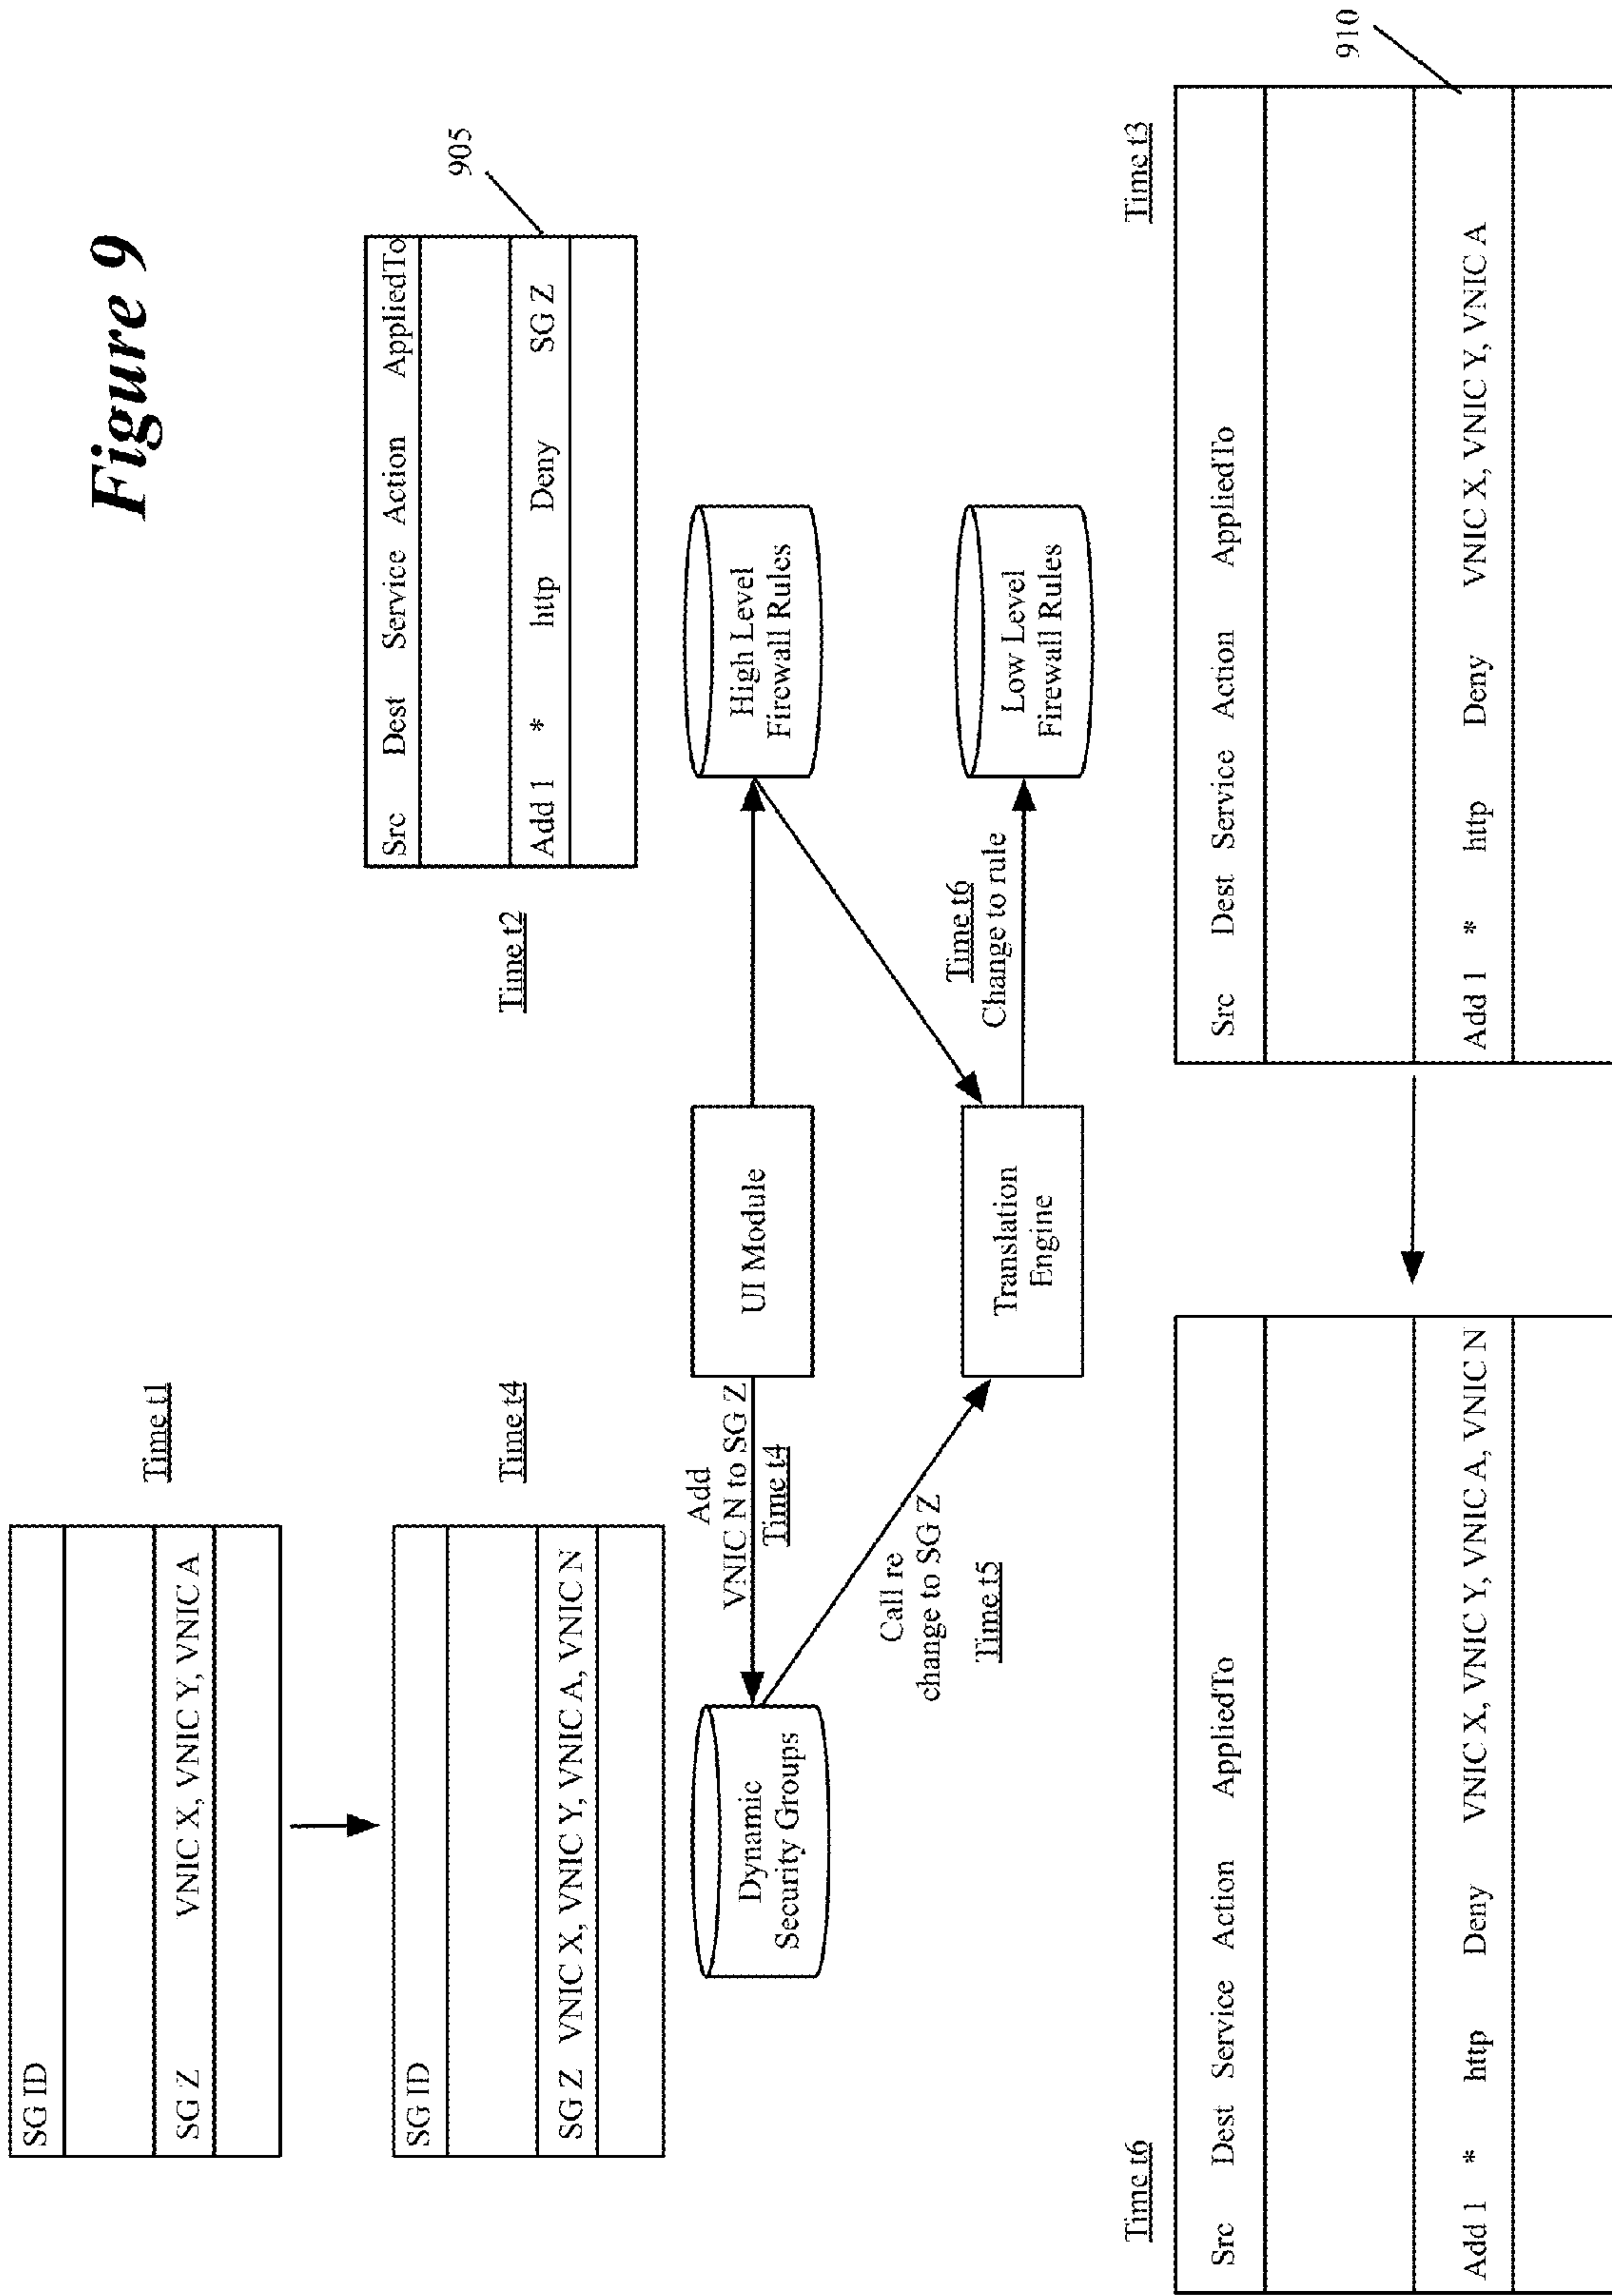 Figure 9
SG ID
SG Z VNIC X, VNIC Y, VNIC A
Time t1
SG ID
SG Z VNIC X, VNIC Y, VNIC A, VNIC N
Time t4
Time t2
Src Dest Service Action AppliedTo
Add 1 * http Deny SG Z
905
Dynamic
Security Groups
Add
VNIC N to SG Z
Time t4
UI Module
High Level
Firewall Rules
Call re
change to SG Z
Time t5
Translation
Engine
Time t6
Change to rule
Low Level
Firewall Rules
Time t6
Src Dest Service Action AppliedTo
Add 1 * http Deny VNIC X, VNIC Y, VNIC A, VNIC N
Time t3
Src Dest Service Action AppliedTo
Add 1 * http Deny VNIC X, VNIC Y, VNIC A
910